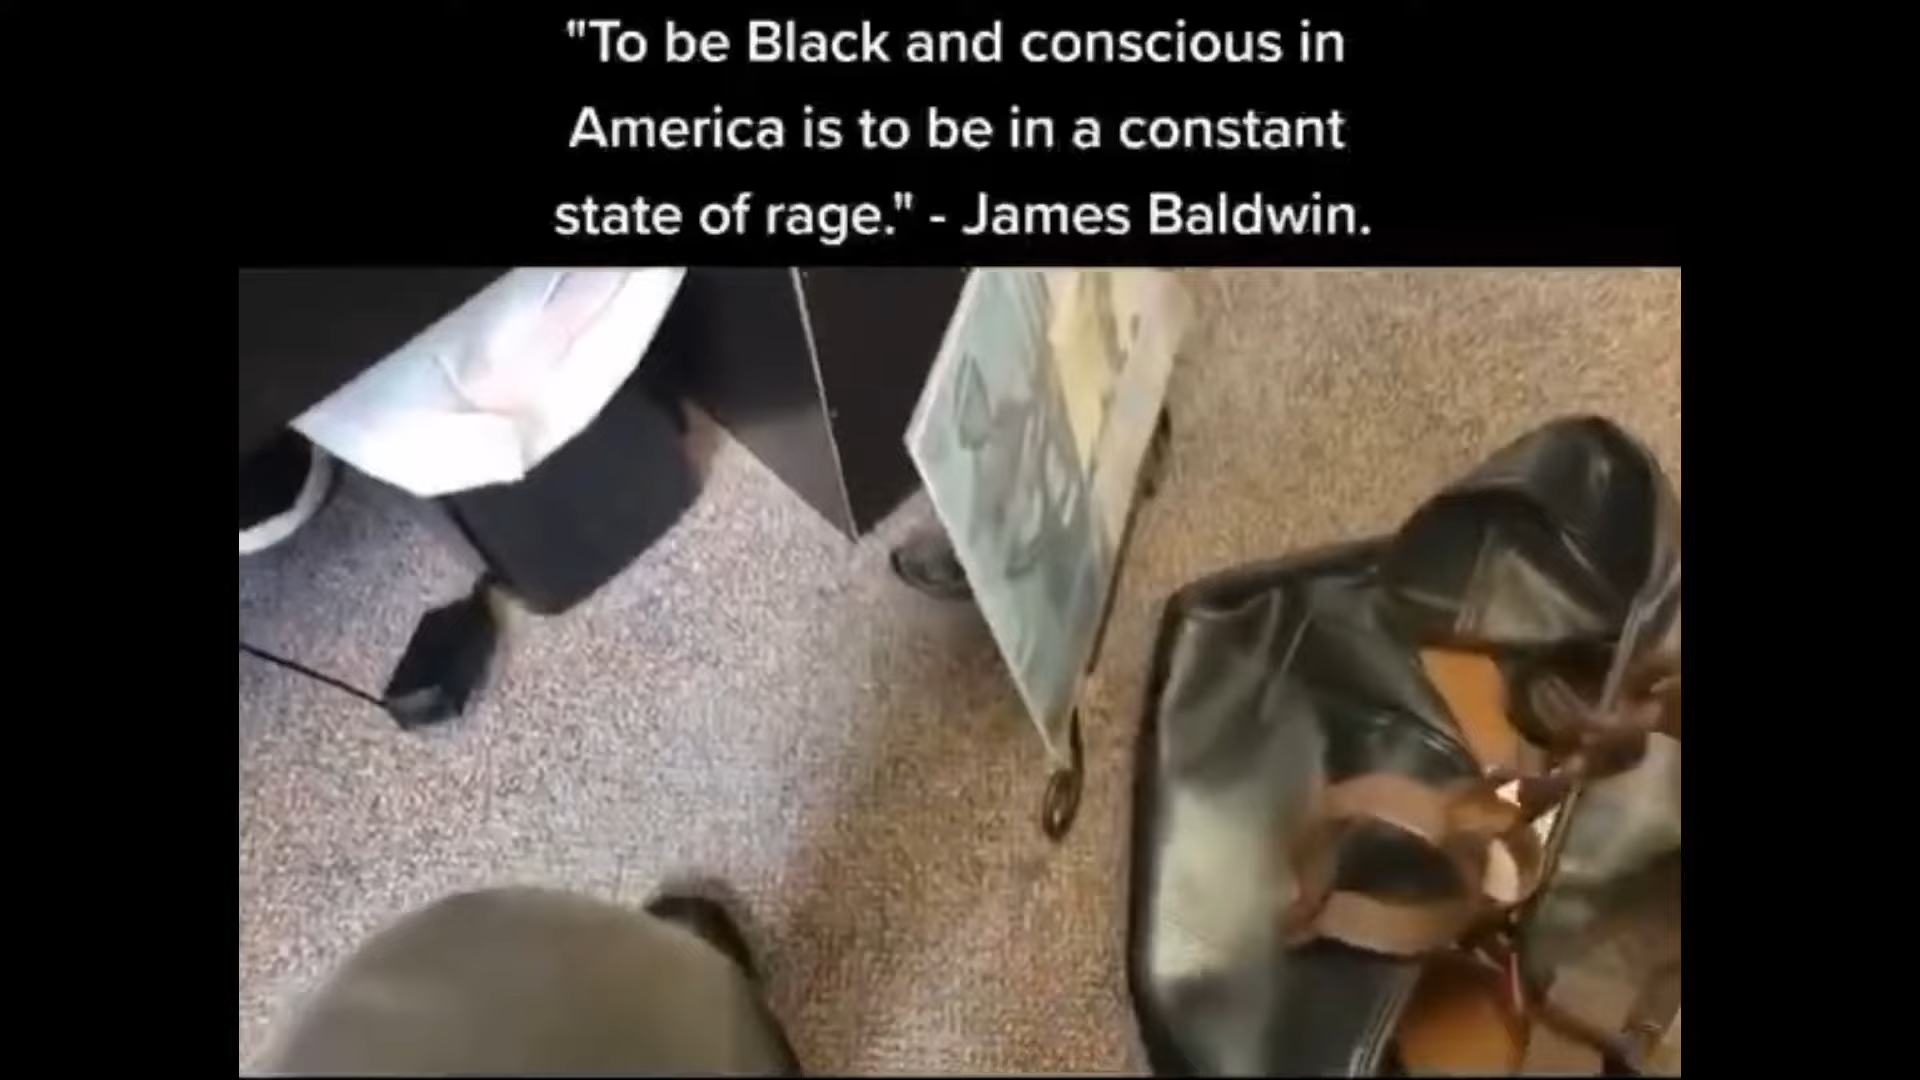 "To be Black and conscious in
America is to be in a constant
state of rage." - James Baldwin.